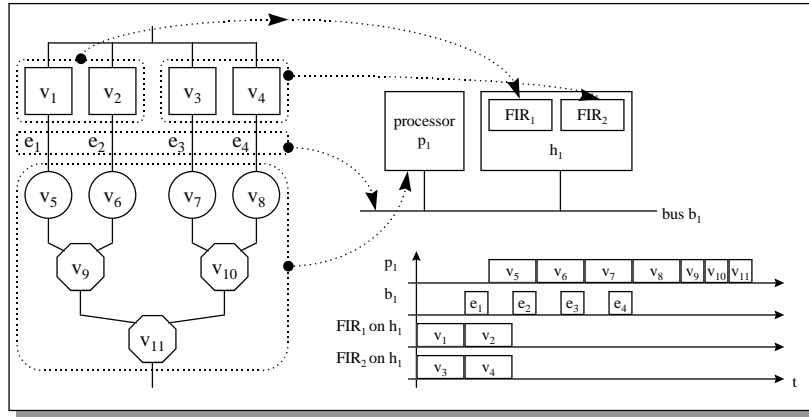 v1 v2 v3 v4
FIR1 FIR2
processor
p1
h1
e1 e2 e3 e4
v5 v6 v7 v8
bus b1
v9 v10
v11
p1 v5 v6 v7 v8 v9 v10 v11
b1 e1 e2 e3 e4
FIR1 on h1 v1 v2
FIR2 on h1 v3 v4
t